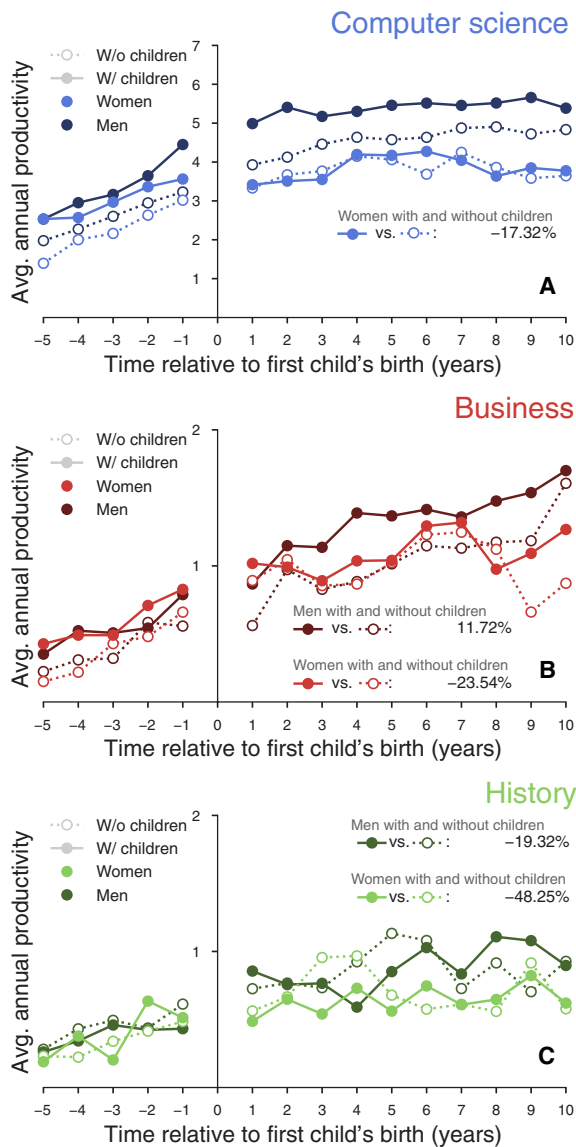 Computer science
Avg. annual productivity
W/o children
W/ children
Women
Men
7
6
5
4
3
2
1
Women with and without children
vs. : −17.32%
A
−5 −4 −3 −2 −1 0 1 2 3 4 5 6 7 8 9 10
Time relative to first child's birth (years)
Business
Avg. annual productivity
W/o children
W/ children
Women
Men
2
1
Men with and without children
vs. : 11.72%
Women with and without children
vs. : −23.54%
B
−5 −4 −3 −2 −1 0 1 2 3 4 5 6 7 8 9 10
Time relative to first child's birth (years)
History
Avg. annual productivity
W/o children
W/ children
Women
Men
2
1
Men with and without children
vs. : −19.32%
Women with and without children
vs. : −48.25%
C
−5 −4 −3 −2 −1 0 1 2 3 4 5 6 7 8 9 10
Time relative to first child's birth (years)